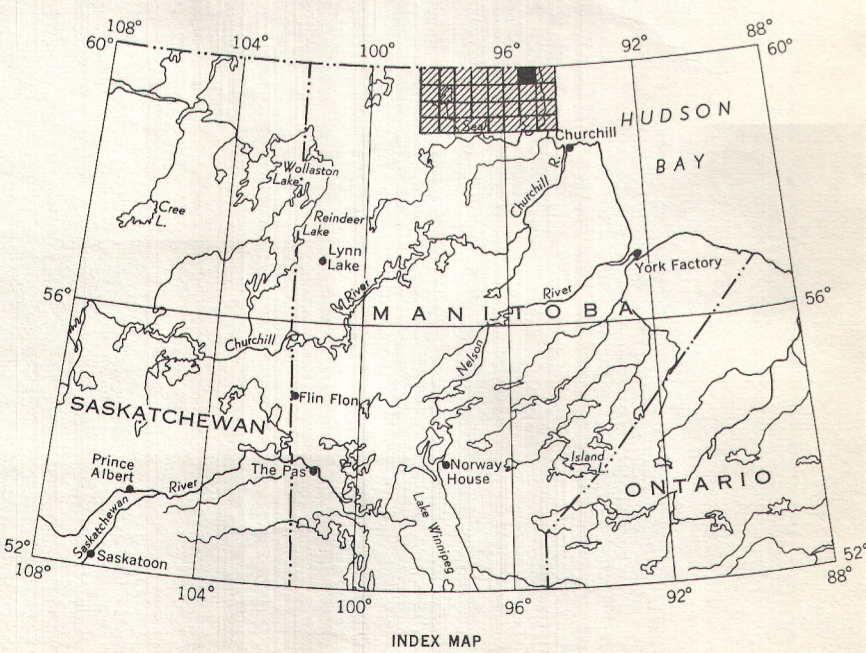 108°
104°
100°
96°
92°
88°
60°
60°
HUDSON
BAY
Seal
Churchill
Churchill R.
Wollaston
Lake
Cree
L.
Reindeer
Lake
Lynn
Lake
River
York Factory
River
MANITOBA
56°
56°
Churchill
Nelson
Flin Flon
SASKATCHEWAN
Prince
Albert
River
The Pas
Norway
House
Island
L.
ONTARIO
Lake Winnipeg
Saskatchewan
Saskatoon
52°
108°
104°
100°
96°
92°
88°
52°
INDEX MAP